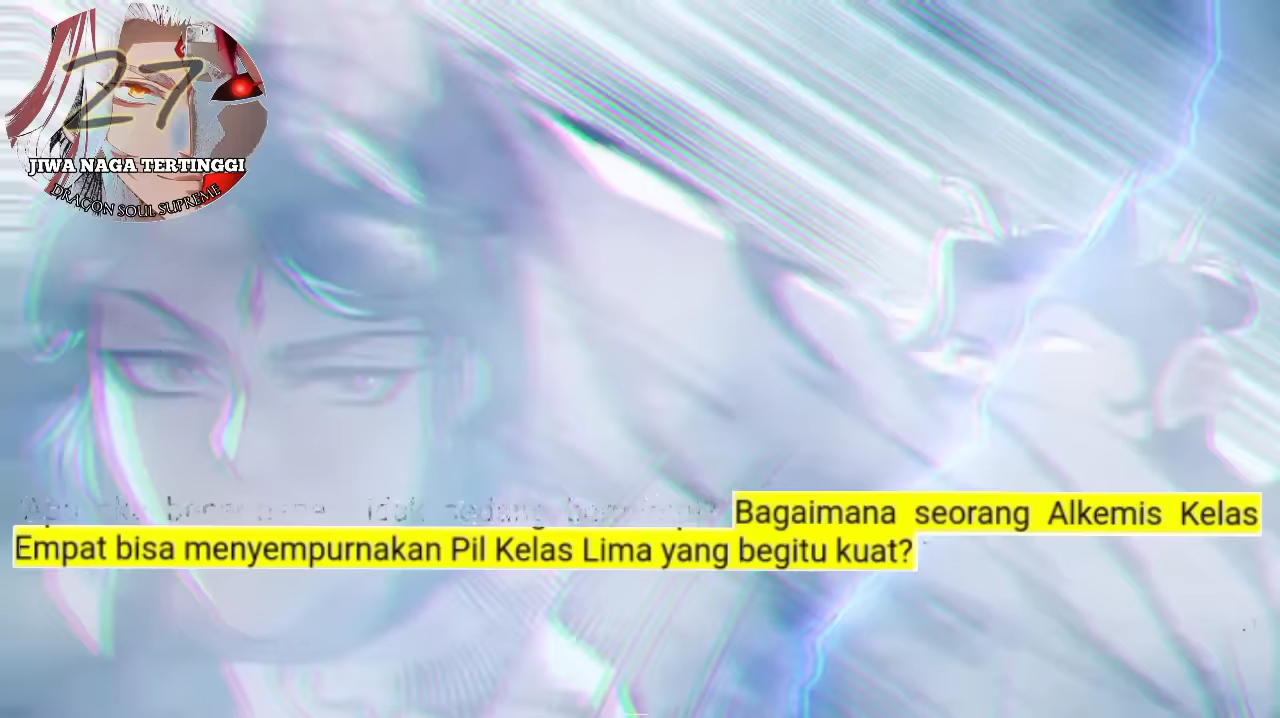 27
JIWA NAGA TERTINGGI
DRAGON SOUL SUPREME
Bagaimana seorang Alkemis Kelas
Empat bisa menyempurnakan Pil Kelas Lima yang begitu kuat?